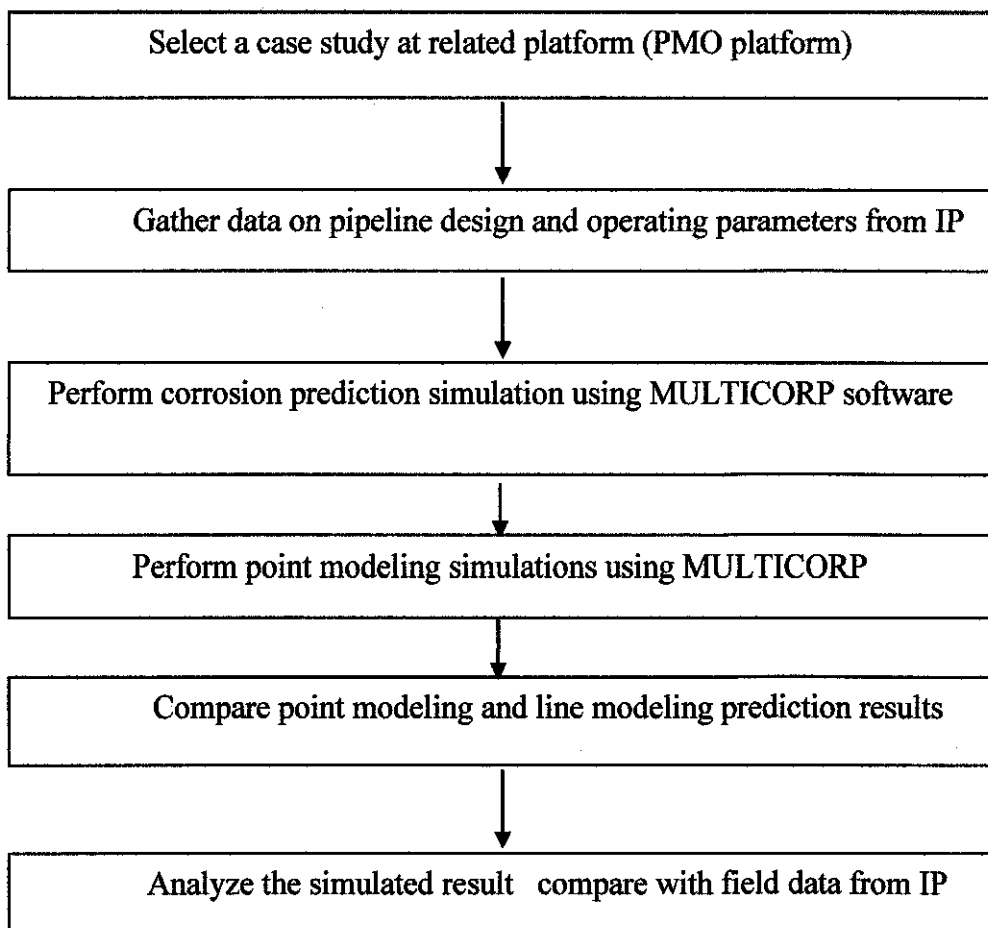 Select a case study at related platform (PMO platform)
Gather data on pipeline design and operating parameters from IP
Perform corrosion prediction simulation using MULTICORP software
Perform point modeling simulations using MULTICORP
Compare point modeling and line modeling prediction results
Analyze the simulated result compare with field data from IP